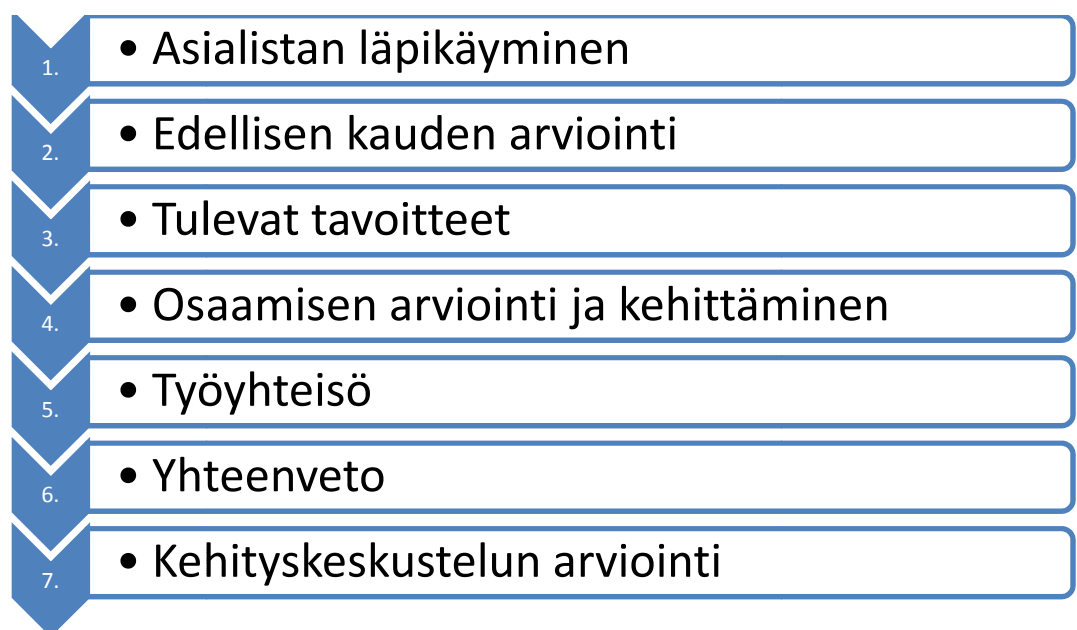 1. • Asialistan läpikäyminen
2. • Edellisen kauden arviointi
3. • Tulevat tavoitteet
4. • Osaamisen arviointi ja kehittäminen
5. • Työyhteisö
6. • Yhteenveto
7. • Kehityskeskustelun arviointi